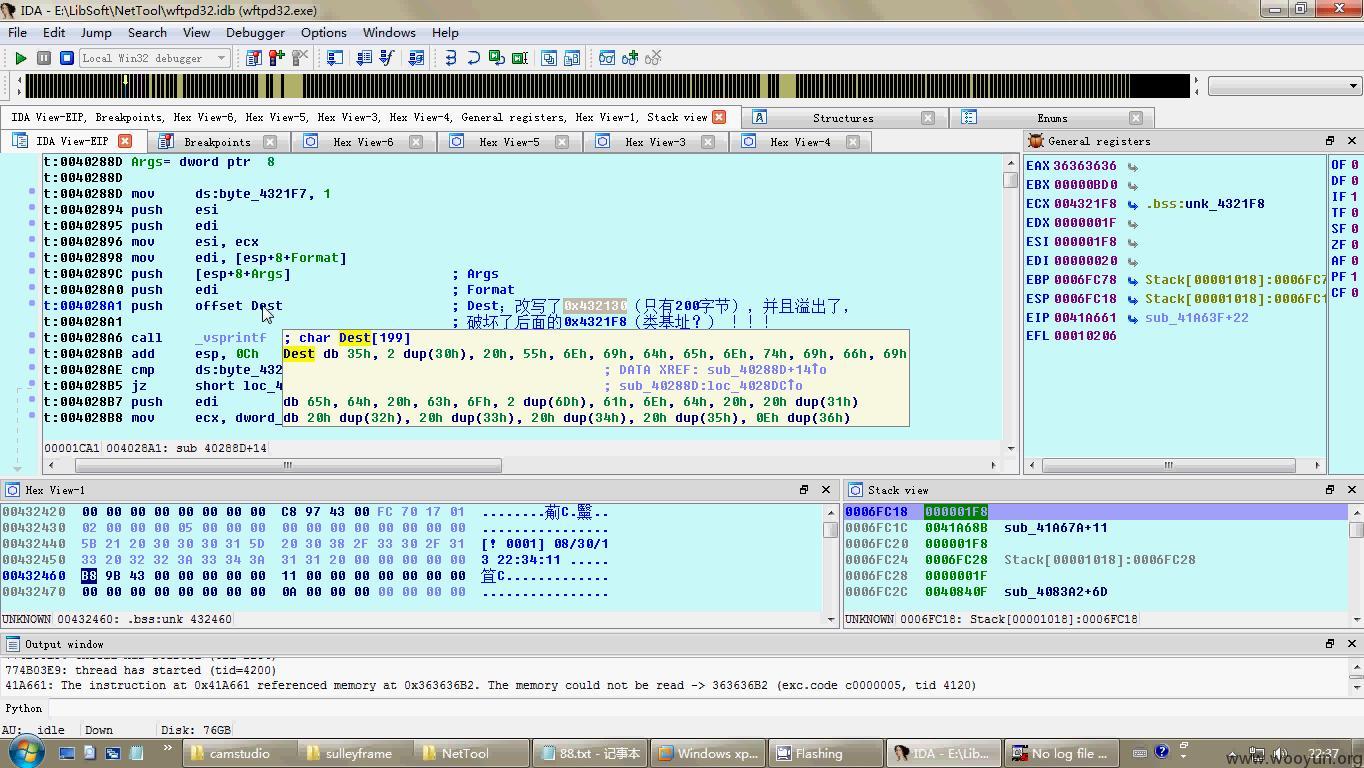 IDA - E:\LibSoft\NetTool\wftpd32.idb (wftpd32.exe)
File Edit Jump Search View Debugger Options Windows Help
Local Win32 debugger
IDA View-EIP, Breakpoints, Hex View-6, Hex View-5, Hex View-3, Hex View-4, General registers, Hex View-1, Stack view Structures Enums
IDA View-EIP Breakpoints Hex View-6 Hex View-5 Hex View-3 Hex View-4 General registers
t:0040288D Args= dword ptr 8
t:0040288D
t:0040288D mov ds:byte_4321F7, 1
t:00402894 push esi
t:00402895 push edi
t:00402896 mov esi, ecx
t:00402898 mov edi, [esp+8+Format]
t:0040289C push [esp+8+Args] ; Args
t:004028A0 push edi ; Format
t:004028A1 push offset Dest ; Dest; 改写了0x432130（只有200字节），并且溢出了，
t:004028A1 ; 破坏了后面的0x4321F8（类基址？）！！！
t:004028A6 call _vsprintf
t:004028AB add esp, 0Ch
t:004028AE cmp ds:byte_432
t:004028B5 jz short loc_4
t:004028B7 push edi
t:004028B8 mov ecx, dword_
; char Dest[199]
Dest db 35h, 2 dup(30h), 20h, 55h, 6Eh, 69h, 64h, 65h, 6Eh, 74h, 69h, 66h, 69h
; DATA XREF: sub_40288D+14↑o
; sub_40288D:loc_4028DC↑o
db 65h, 64h, 20h, 63h, 6Fh, 2 dup(6Dh), 61h, 6Eh, 64h, 20h, 20h dup(31h)
db 20h dup(32h), 20h dup(33h), 20h dup(34h), 20h dup(35h), 0Eh dup(36h)
00001CA1 004028A1: sub 40288D+14
EAX 36363636
EBX 00000BD0
ECX 004321F8 .bss:unk_4321F8
EDX 0000001F
ESI 000001F8
EDI 00000020
EBP 0006FC78 Stack[00001018]:0006FC7
ESP 0006FC18 Stack[00001018]:0006FC1
EIP 0041A661 sub_41A63F+22
EFL 00010206
OF 0
DF 0
IF 1
TF 0
SF 0
ZF 0
AF 0
PF 1
CF 0
Hex View-1
00432420 00 00 00 00 00 00 00 00 C8 97 43 00 FC 70 17 01
00432430 02 00 00 00 05 00 00 00 00 00 00 00 00 00 00 00 ................
00432440 5B 21 20 30 30 30 31 5D 20 30 38 2F 33 30 2F 31 [! 0001] 08/30/1
00432450 33 20 32 32 3A 33 34 3A 31 31 20 00 00 00 00 00 3 22:34:11 .....
00432460 B8 9B 43 00 00 00 00 00 11 00 00 00 00 00 00 00
00432470 00 00 00 00 00 00 00 00 0A 00 00 00 00 00 00 00 ................
UNKNOWN 00432460: .bss:unk 432460
Stack view
0006FC18 000001F8
0006FC1C 0041A68B sub_41A67A+11
0006FC20 000001F8
0006FC24 0006FC28 Stack[00001018]:0006FC28
0006FC28 0000001F
0006FC2C 0040840F sub_4083A2+6D
UNKNOWN 0006FC18: Stack[00001018]:0006FC18
Output window
774B03E9: thread has started (tid=4200)
41A661: The instruction at 0x41A661 referenced memory at 0x363636B2. The memory could not be read -> 363636B2 (exc.code c0000005, tid 4120)
Python
AU: idle Down Disk: 76GB
camstudio sulleyframe NetTool 88.txt - 记事本 Windows xp... Flashing IDA - E:\Lib... No log file ... 22:37
www.wooyun.org